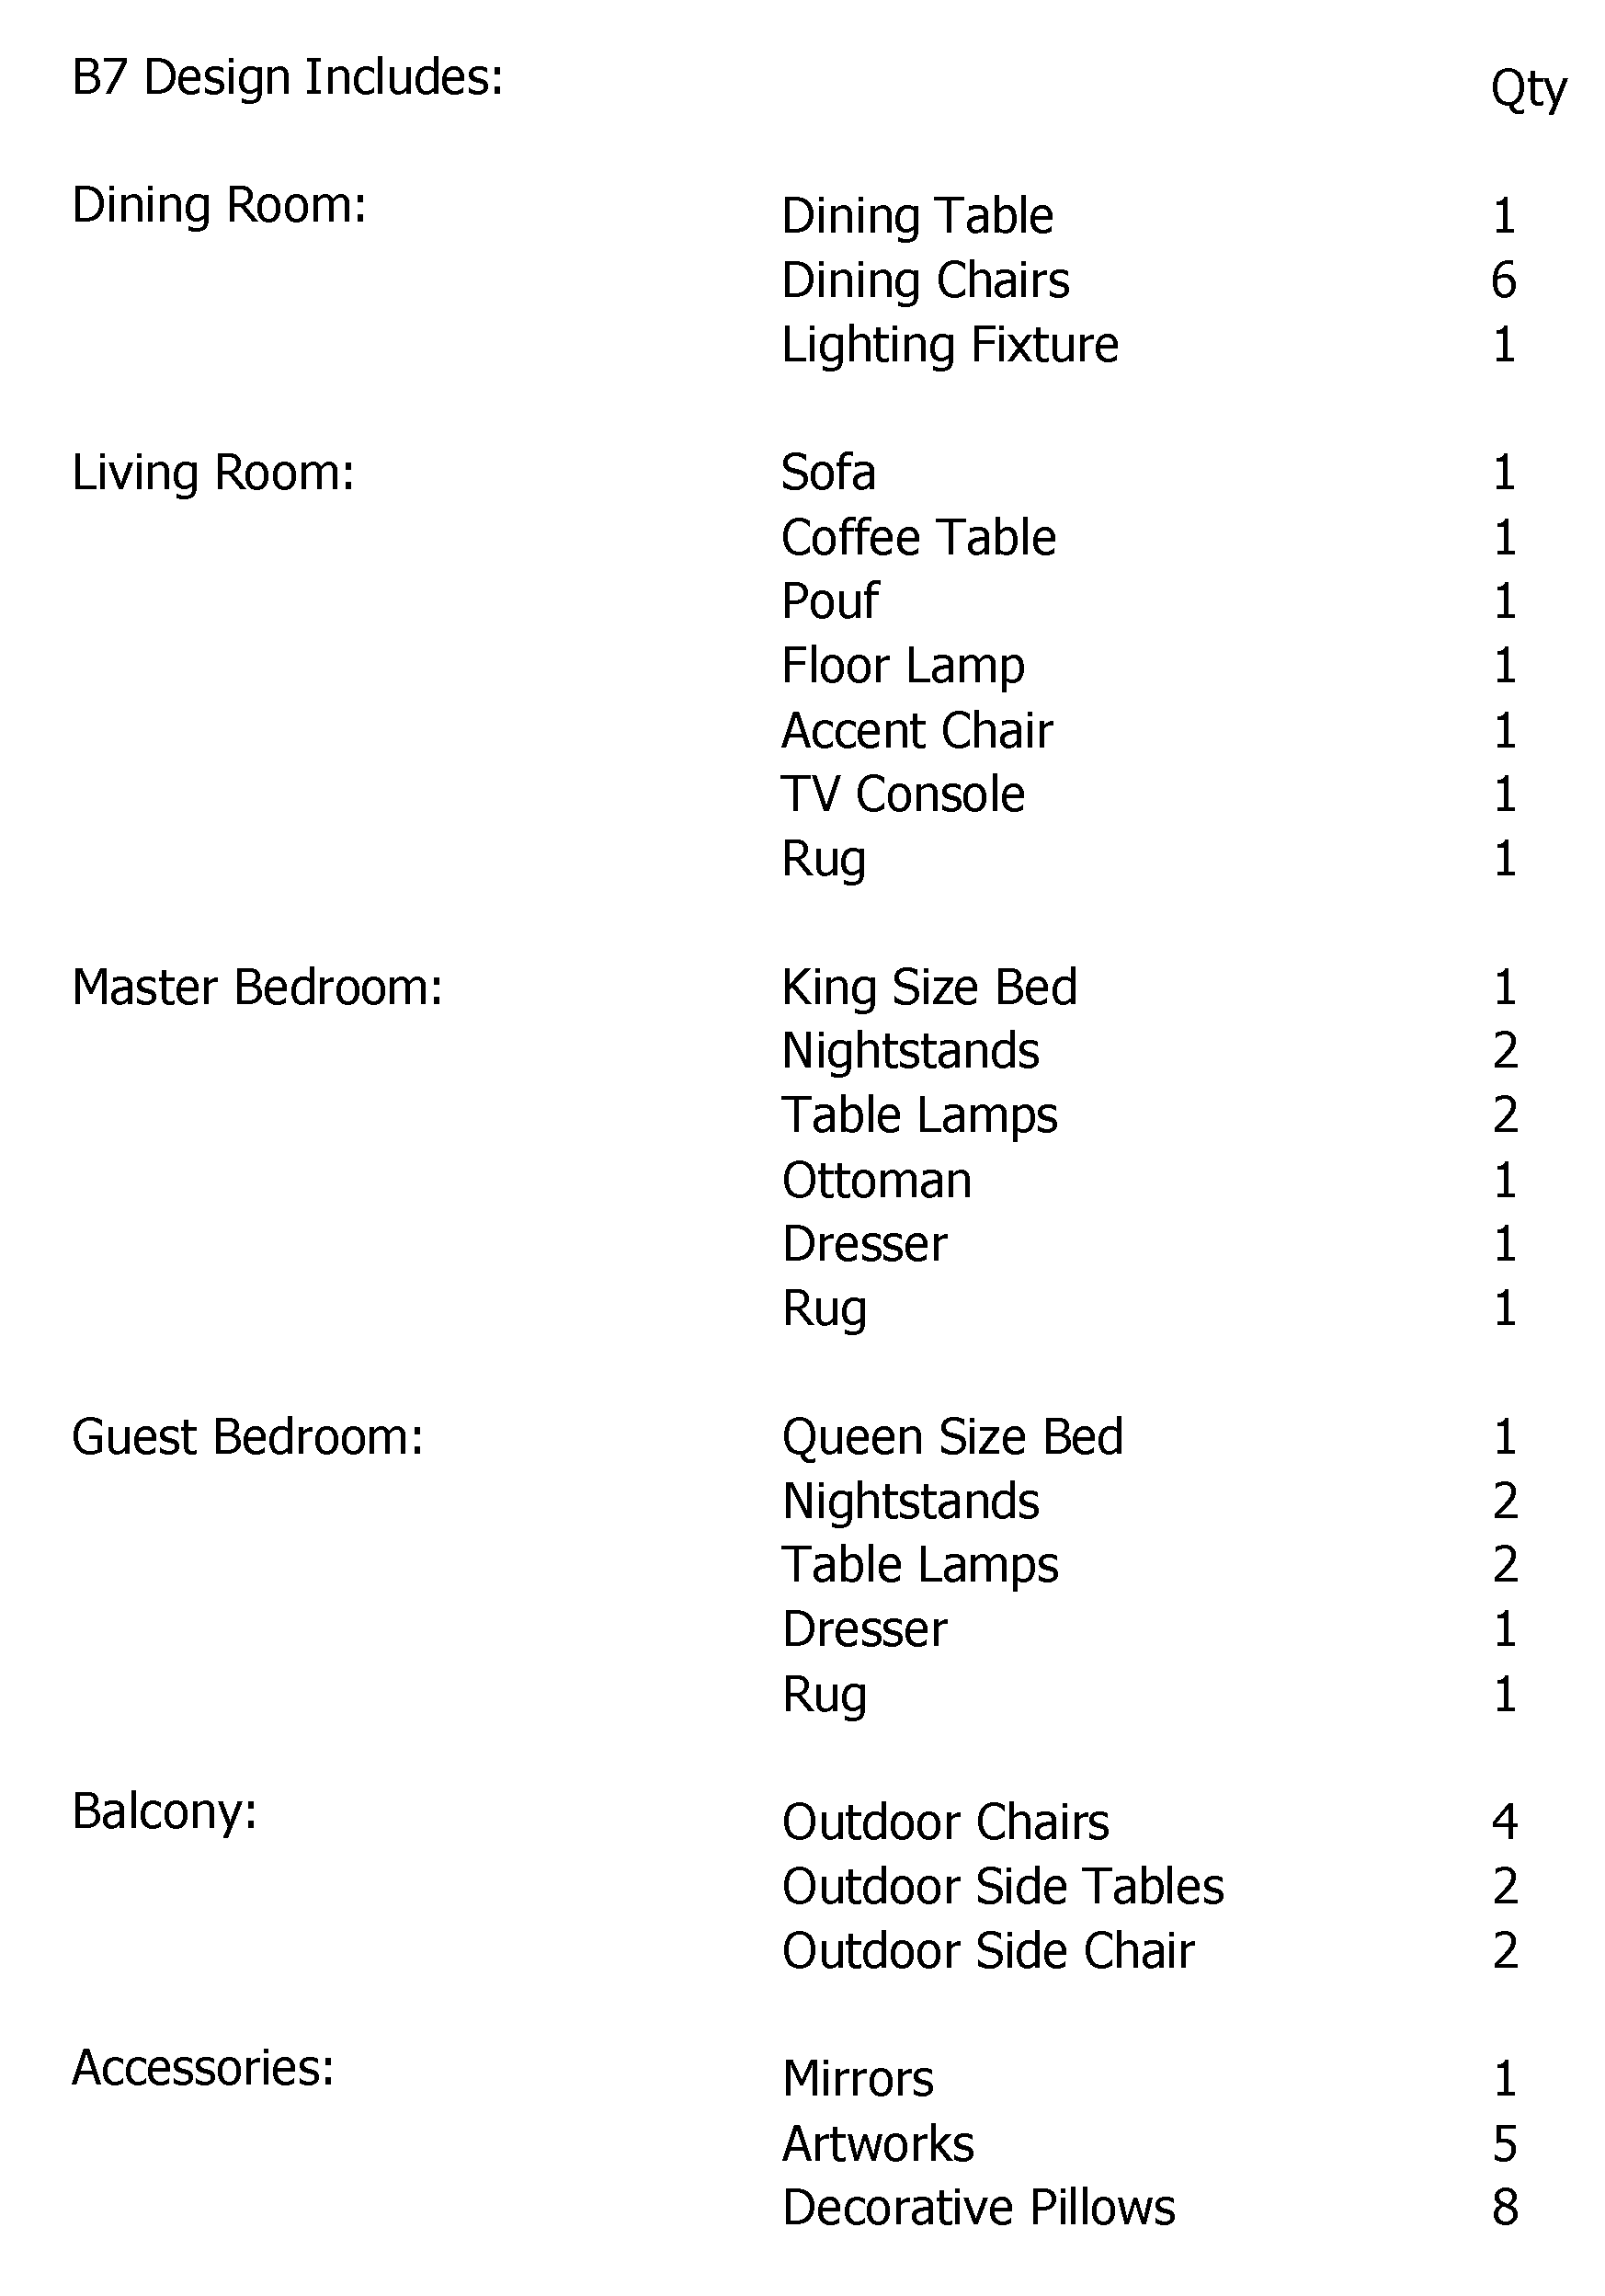 B7 Design Includes: Qty
Dining Room: Dining Table 1
Dining Chairs 6
Lighting Fixture 1
Living Room: Sofa 1
Coffee Table 1
Pouf 1
Floor Lamp 1
Accent Chair 1
TV Console 1
Rug 1
Master Bedroom: King Size Bed 1
Nightstands 2
Table Lamps 2
Ottoman 1
Dresser 1
Rug 1
Guest Bedroom: Queen Size Bed 1
Nightstands 2
Table Lamps 2
Dresser 1
Rug 1
Balcony: Outdoor Chairs 4
Outdoor Side Tables 2
Outdoor Side Chair 2
Accessories: Mirrors 1
Artworks 5
Decorative Pillows 8